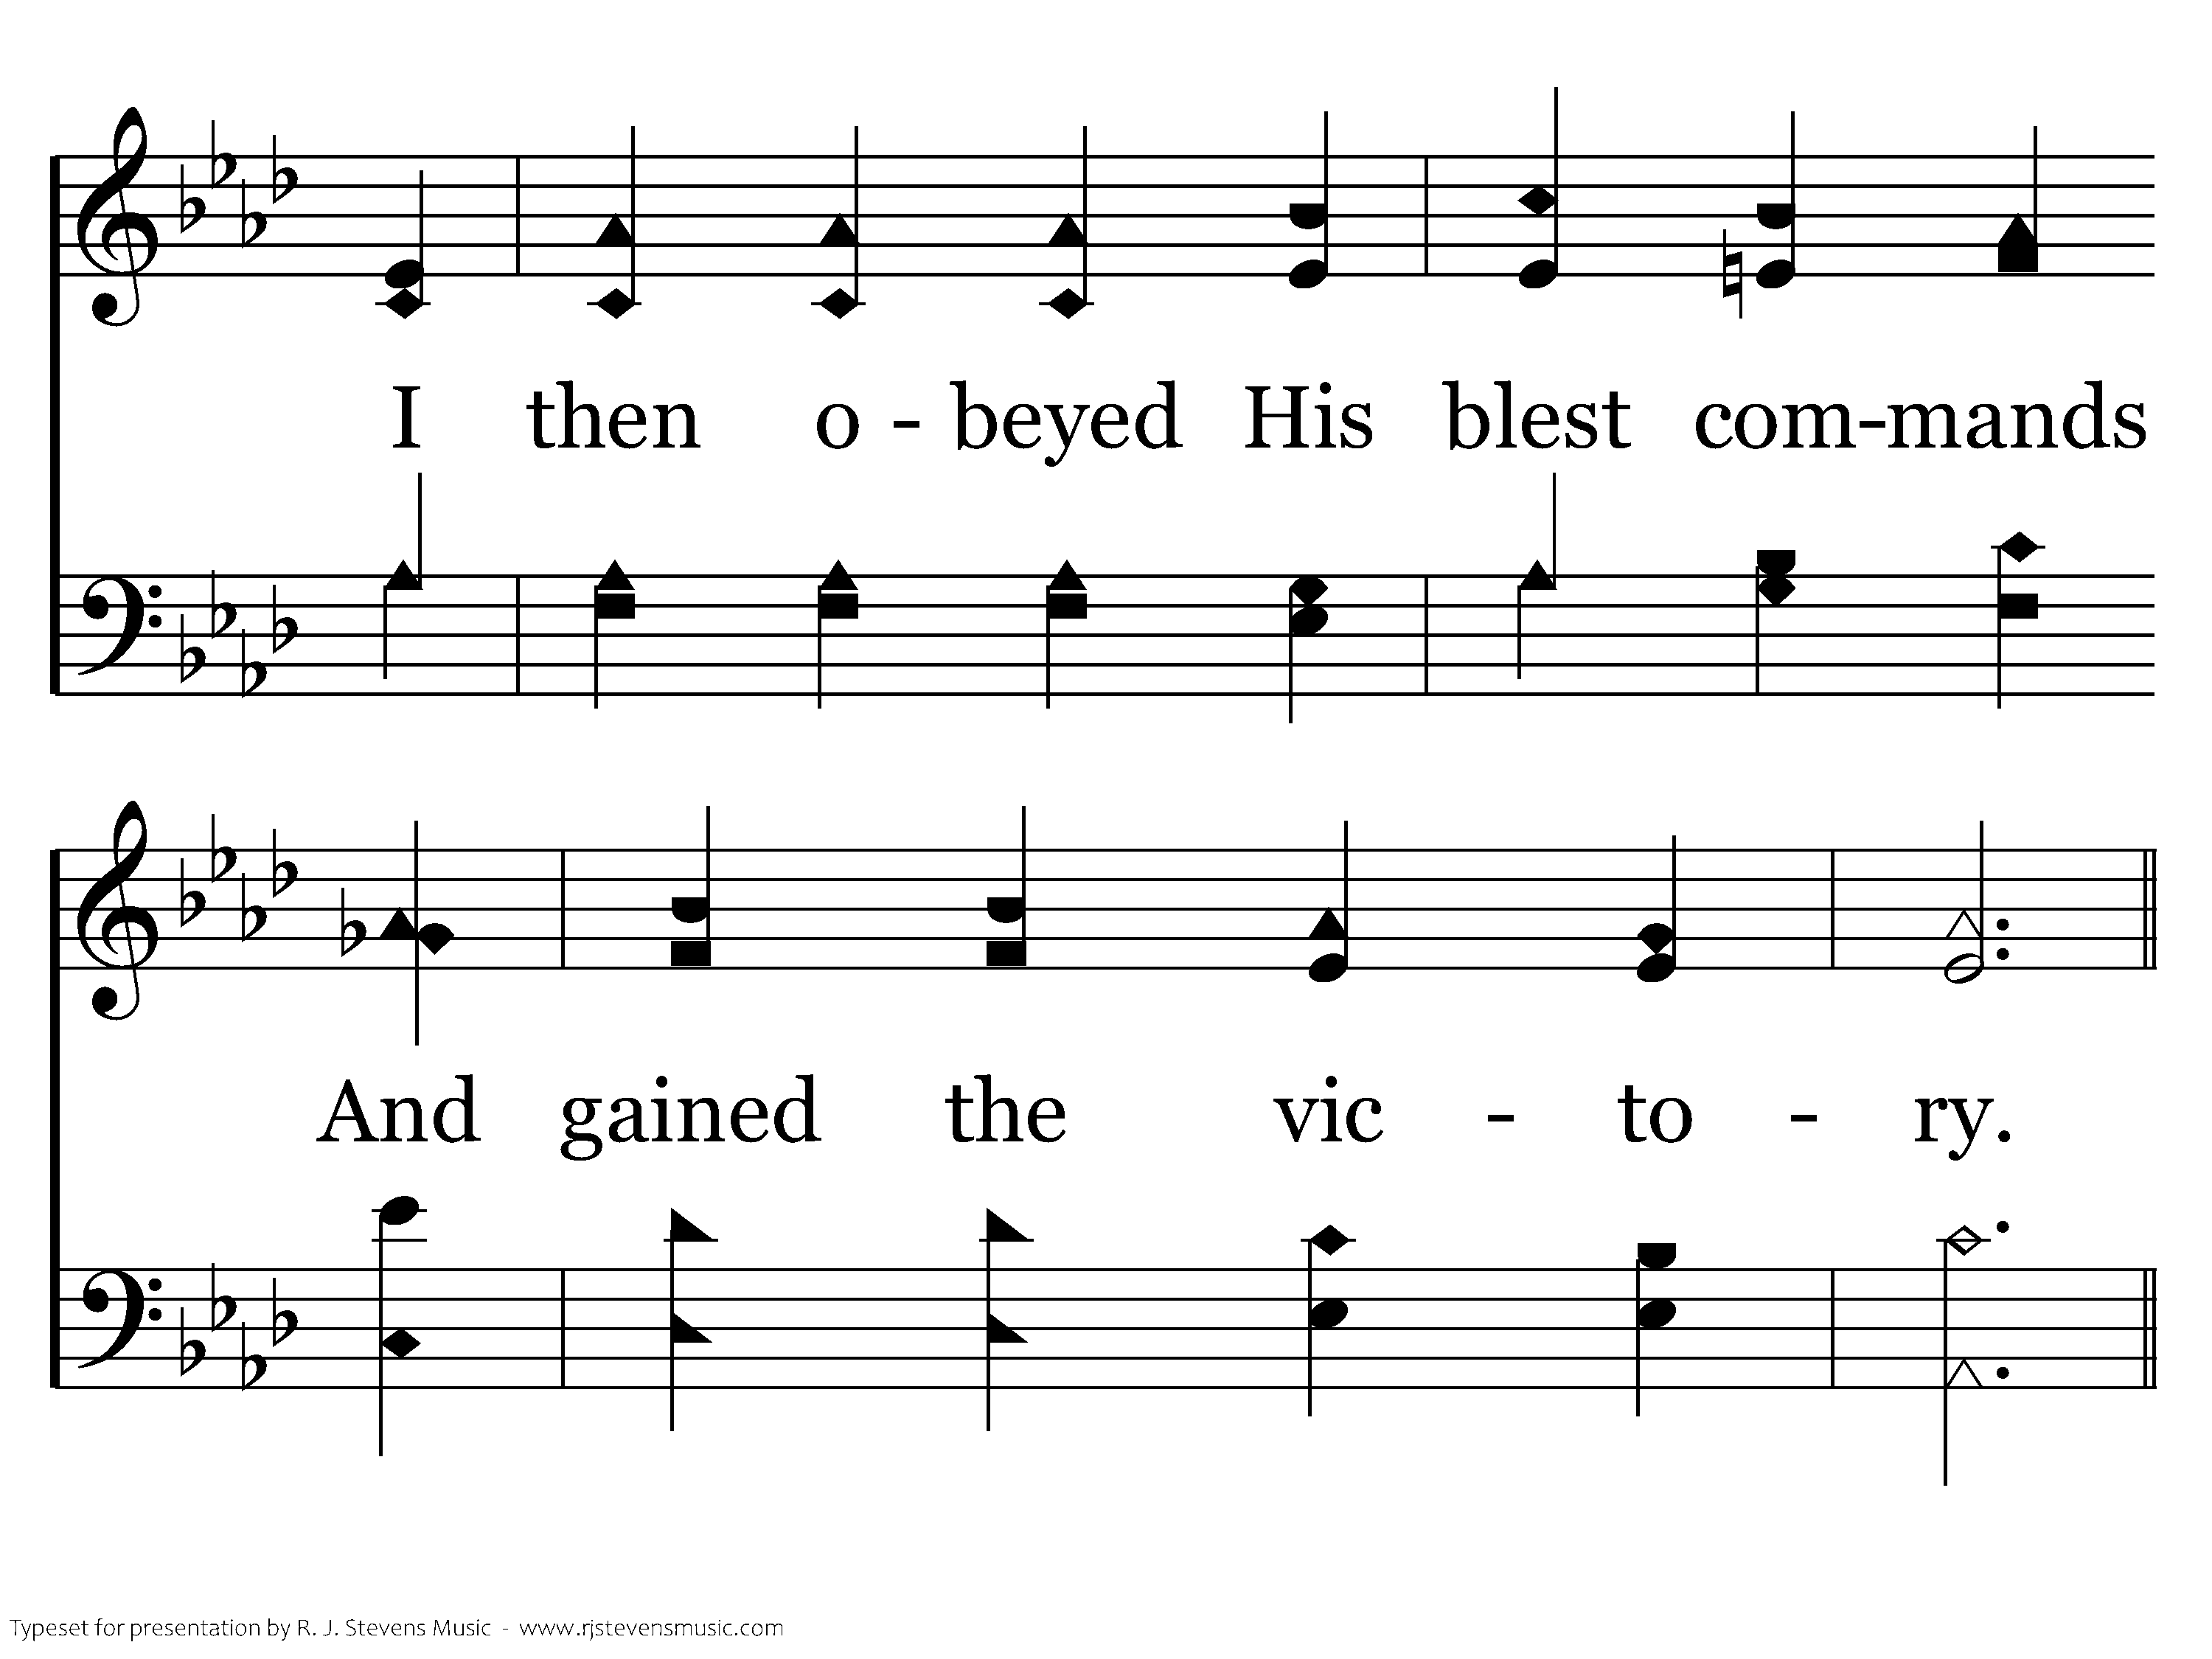 I then o - beyed His blest com-mands
And gained the vic - to - ry.
Typeset for presentation by R. J. Stevens Music - www.rjstevensmusic.com